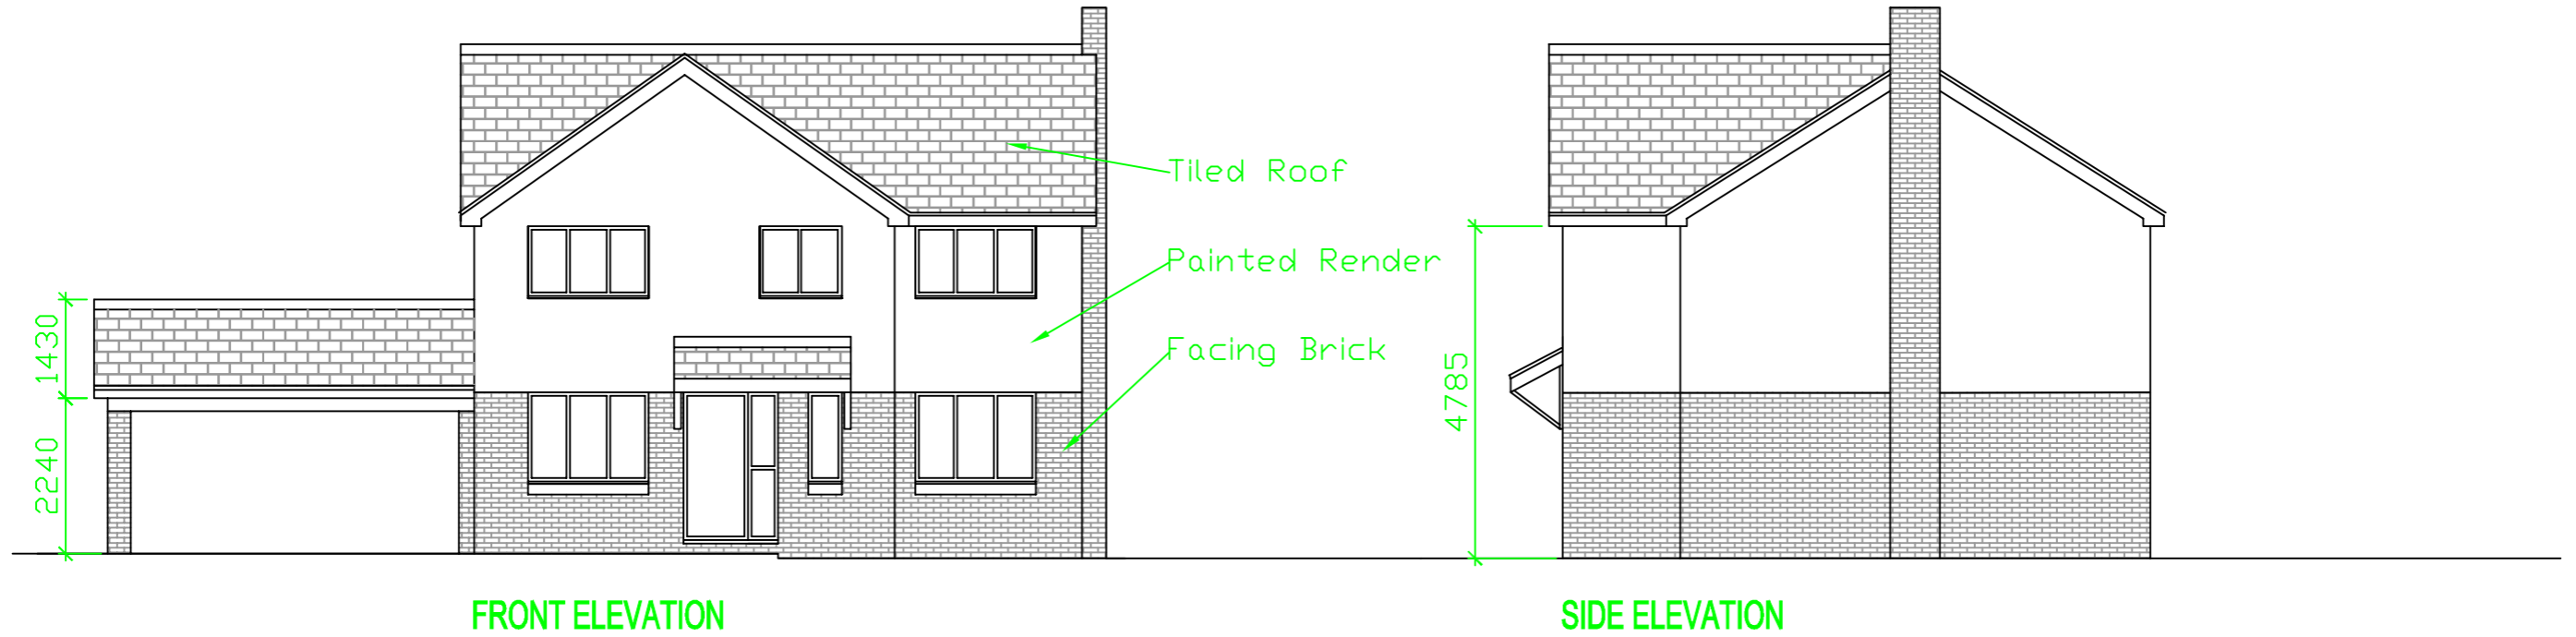 Tiled Roof
Painted Render
Facing Brick
1430
2240
4785
FRONT ELEVATION
SIDE ELEVATION